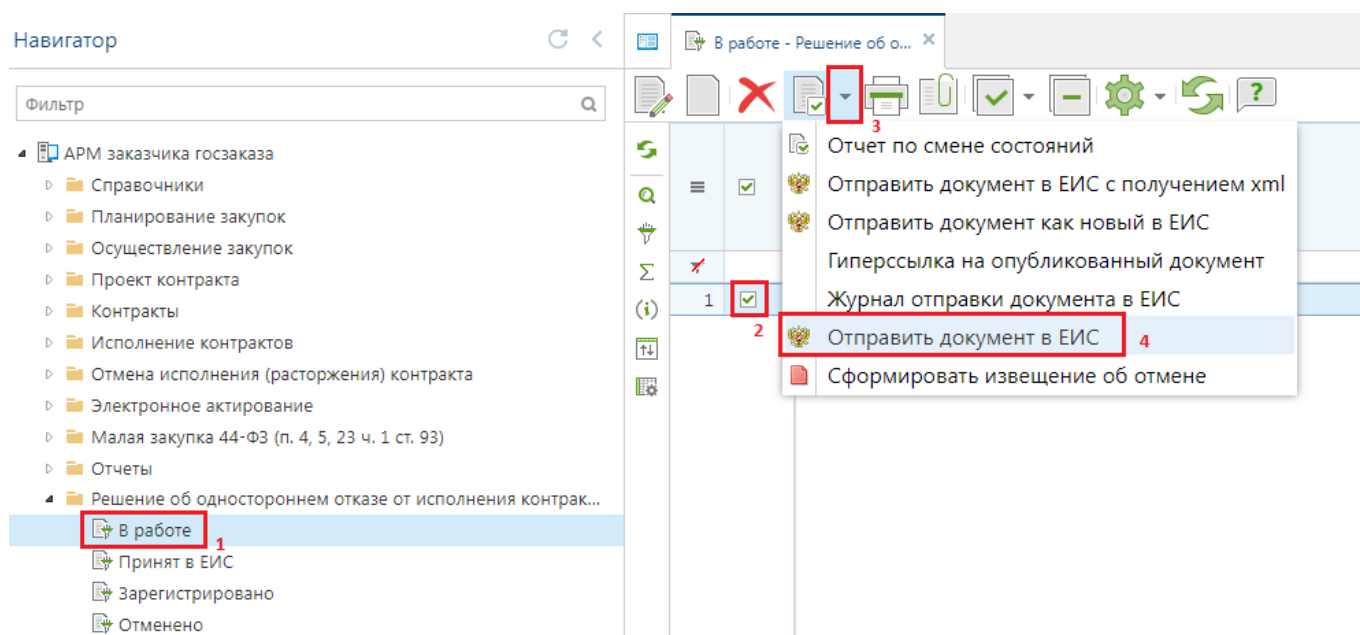 Навигатор
Фильтр
АРМ заказчика госзаказа
Справочники
Планирование закупок
Осуществление закупок
Проект контракта
Контракты
Исполнение контрактов
Отмена исполнения (расторжения) контракта
Электронное актирование
Малая закупка 44-ФЗ (п. 4, 5, 23 ч. 1 ст. 93)
Отчеты
Решение об одностороннем отказе от исполнения контрак...
В работе
1
Принят в ЕИС
Зарегистрировано
Отменено
В работе - Решение об о...
?
3
Отчет по смене состояний
Отправить документ в ЕИС с получением xml
Отправить документ как новый в ЕИС
Гиперссылка на опубликованный документ
1
Журнал отправки документа в ЕИС
2
Отправить документ в ЕИС
4
Сформировать извещение об отмене